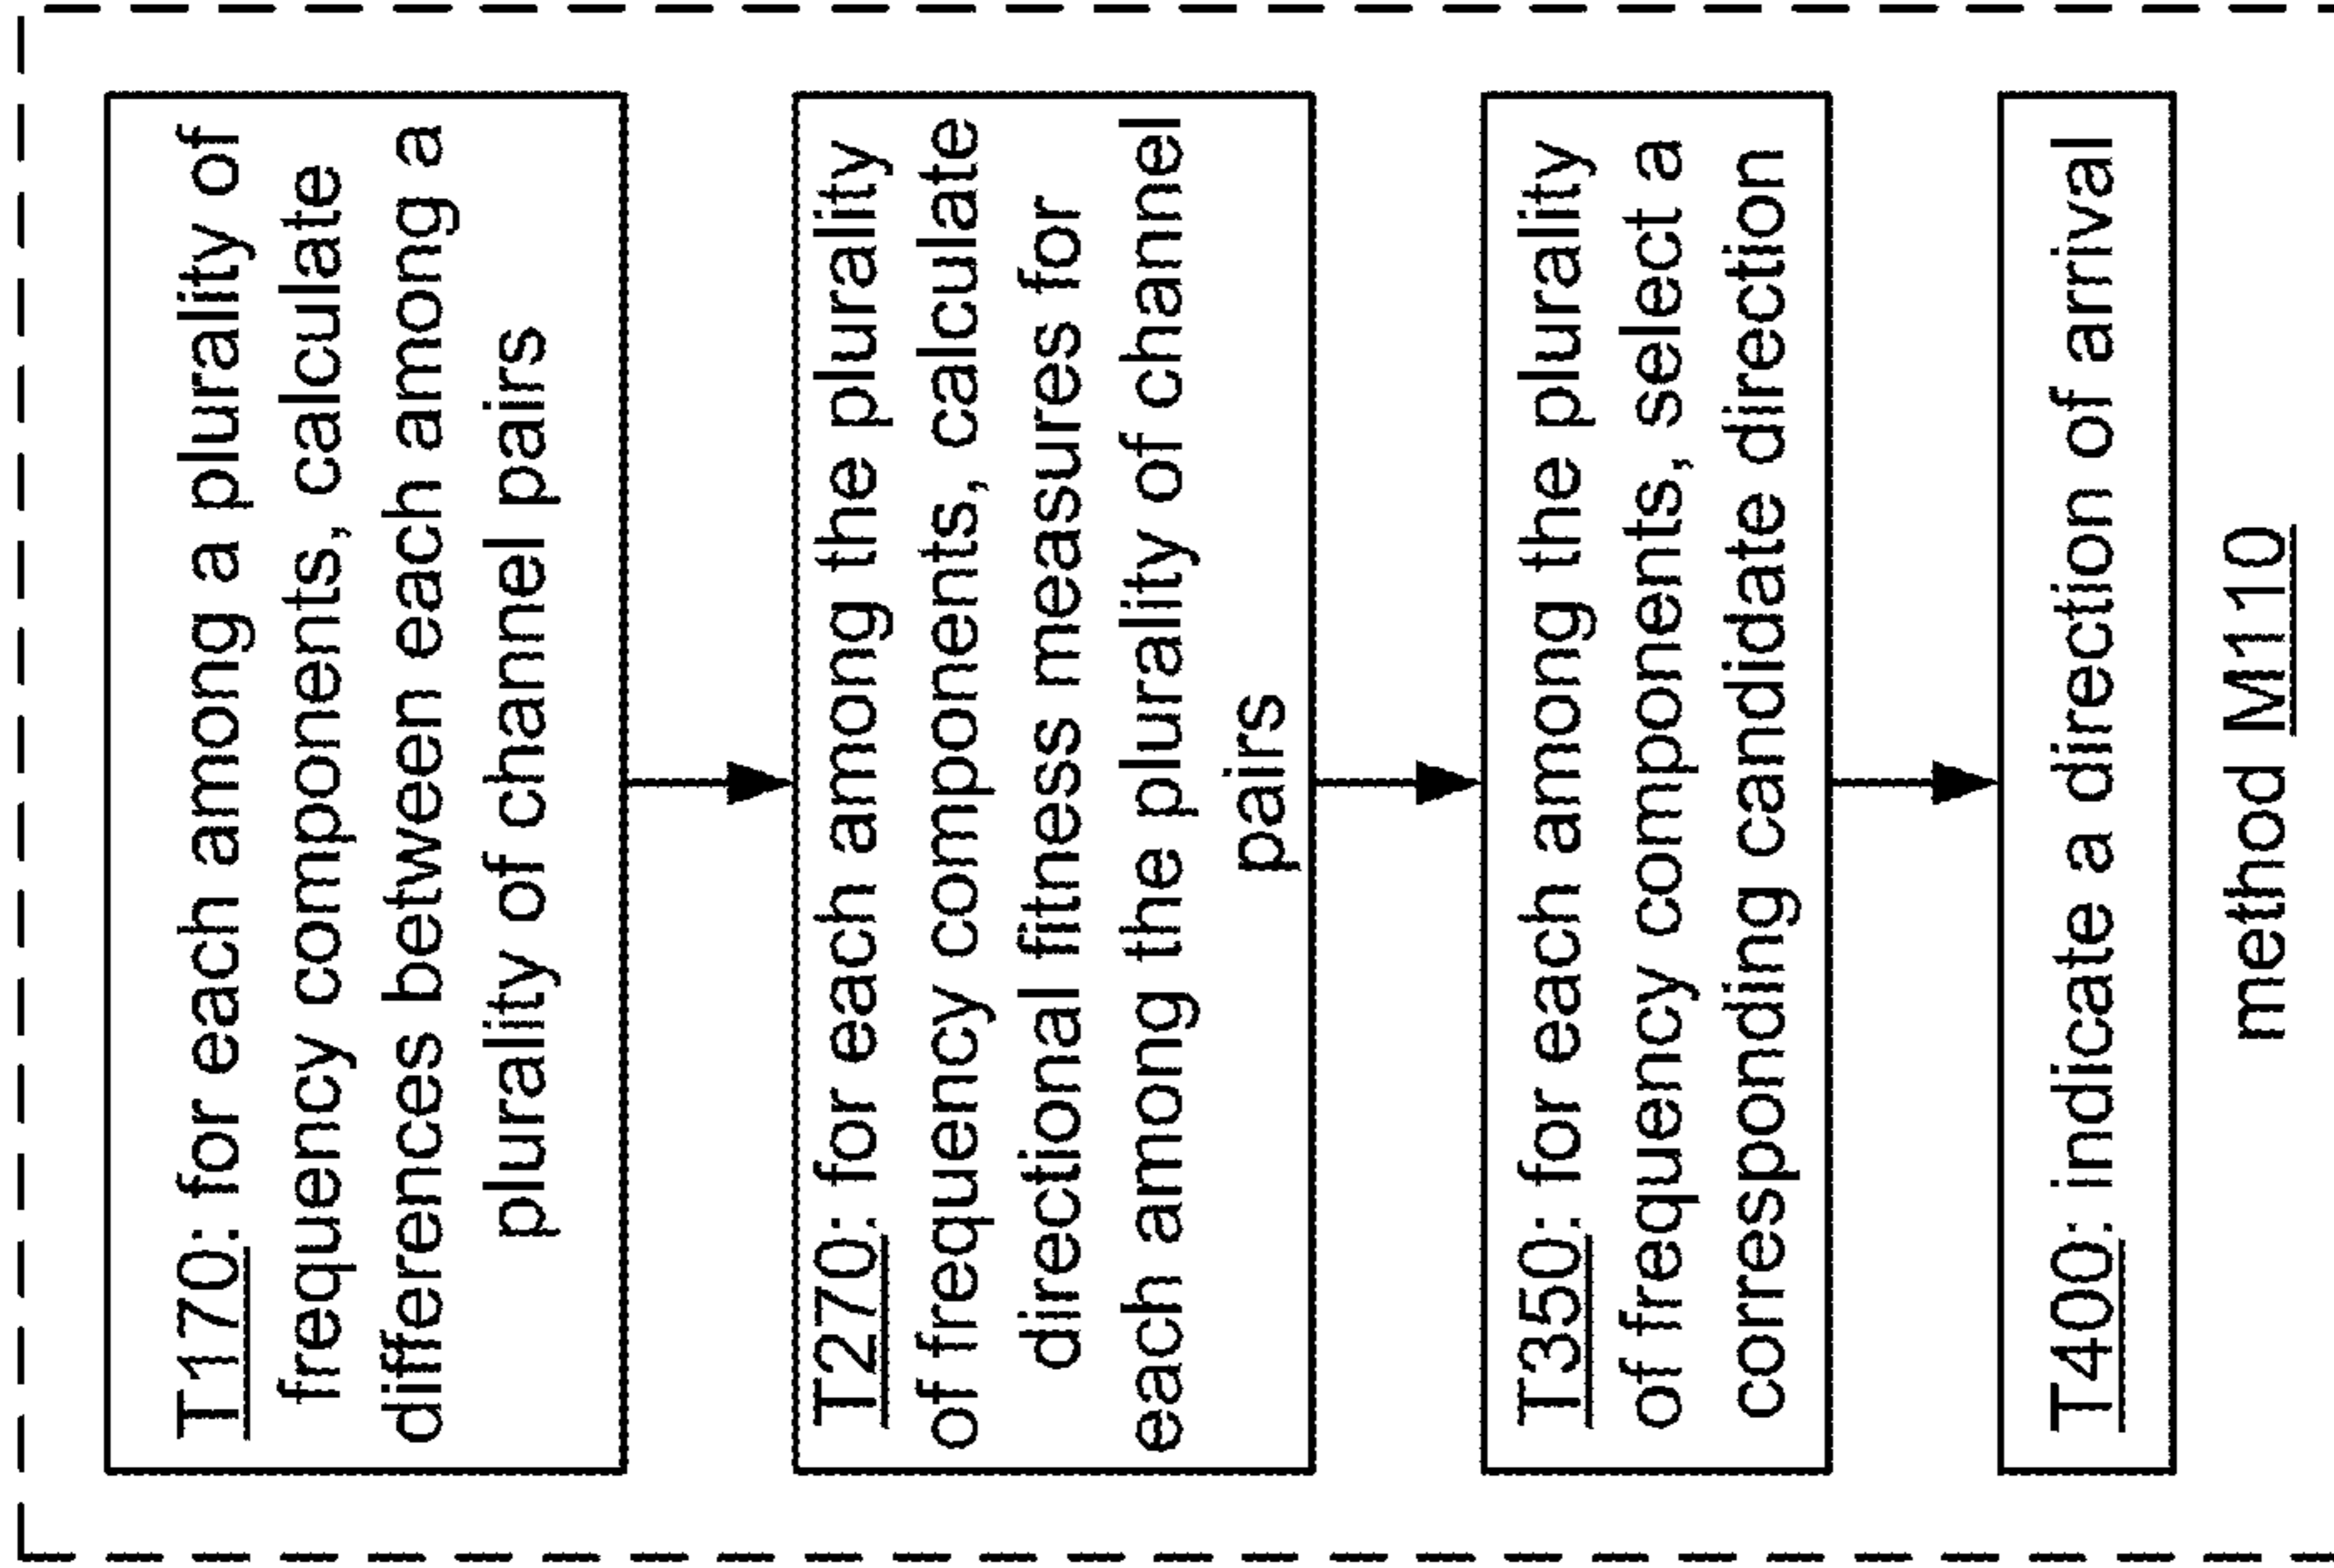 T170: for each among a plurality of
frequency components, calculate
differences between each among a
plurality of channel pairs
T270: for each among the plurality
of frequency components, calculate
directional fitness measures for
each among the plurality of channel
pairs
T350: for each among the plurality
of frequency components, select a
corresponding candidate direction
T400: indicate a direction of arrival
method M110